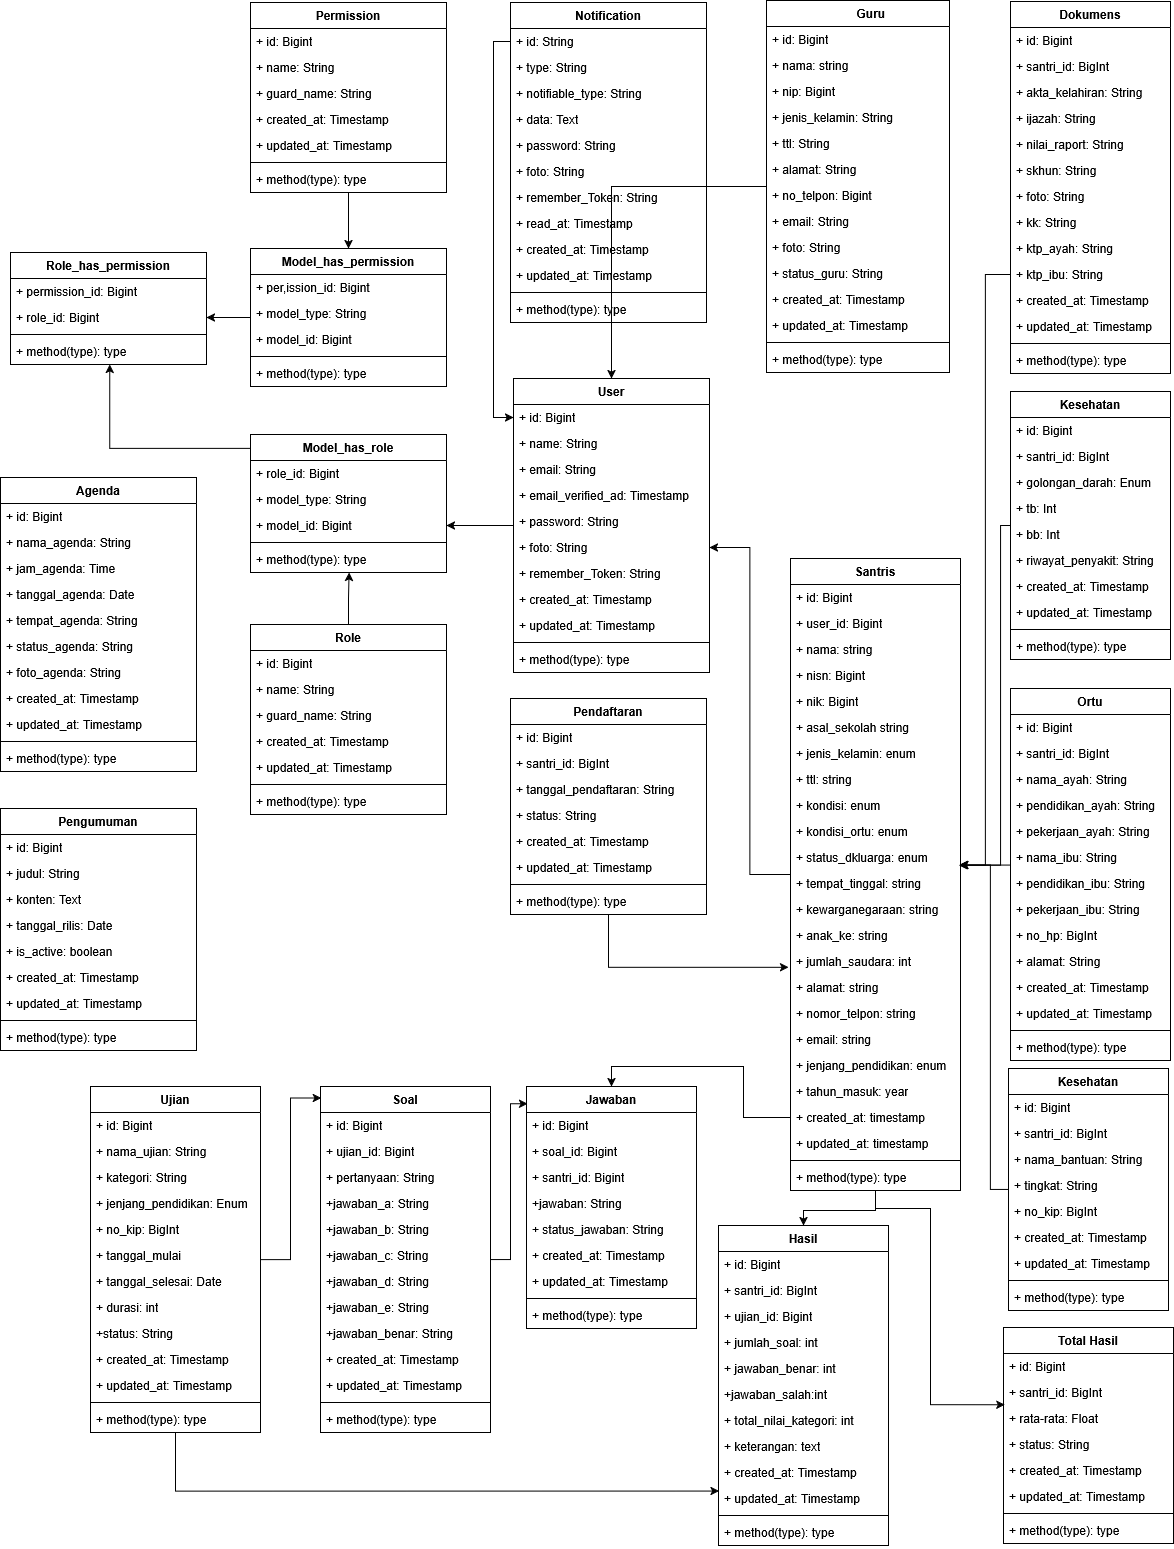 Permission
+ id: Bigint
+ name: String
+ guard_name: String
+ created_at: Timestamp
+ updated_at: Timestamp
+ method(type): type
Notification
+ id: String
+ type: String
+ notifiable_type: String
+ data: Text
+ password: String
+ foto: String
+ remember_Token: String
+ read_at: Timestamp
+ created_at: Timestamp
+ updated_at: Timestamp
+ method(type): type
Guru
+ id: Bigint
+ nama: string
+ nip: Bigint
+ jenis_kelamin: String
+ ttl: String
+ alamat: String
+ no_telpon: Bigint
+ email: String
+ foto: String
+ status_guru: String
+ created_at: Timestamp
+ updated_at: Timestamp
+ method(type): type
Dokumens
+ id: Bigint
+ santri_id: BigInt
+ akta_kelahiran: String
+ ijazah: String
+ nilai_raport: String
+ skhun: String
+ foto: String
+ kk: String
+ ktp_ayah: String
+ ktp_ibu: String
+ created_at: Timestamp
+ updated_at: Timestamp
+ method(type): type
Role_has_permission
+ permission_id: Bigint
+ role_id: Bigint
+ method(type): type
Model_has_permission
+ per,ission_id: Bigint
+ model_type: String
+ model_id: Bigint
+ method(type): type
User
+ id: Bigint
+ name: String
+ email: String
+ email_verified_ad: Timestamp
+ password: String
+ foto: String
+ remember_Token: String
+ created_at: Timestamp
+ updated_at: Timestamp
+ method(type): type
Kesehatan
+ id: Bigint
+ santri_id: BigInt
+ golongan_darah: Enum
+ tb: Int
+ bb: Int
+ riwayat_penyakit: String
+ created_at: Timestamp
+ updated_at: Timestamp
+ method(type): type
Model_has_role
+ role_id: Bigint
+ model_type: String
+ model_id: Bigint
+ method(type): type
Agenda
+ id: Bigint
+ nama_agenda: String
+ jam_agenda: Time
+ tanggal_agenda: Date
+ tempat_agenda: String
+ status_agenda: String
+ foto_agenda: String
+ created_at: Timestamp
+ updated_at: Timestamp
+ method(type): type
Role
+ id: Bigint
+ name: String
+ guard_name: String
+ created_at: Timestamp
+ updated_at: Timestamp
+ method(type): type
Santris
+ id: Bigint
+ user_id: Bigint
+ nama: string
+ nisn: Bigint
+ nik: Bigint
+ asal_sekolah string
+ jenis_kelamin: enum
+ ttl: string
+ kondisi: enum
+ kondisi_ortu: enum
+ status_dkluarga: enum
+ tempat_tinggal: string
+ kewarganegaraan: string
+ anak_ke: string
+ jumlah_saudara: int
+ alamat: string
+ nomor_telpon: string
+ email: string
+ jenjang_pendidikan: enum
+ tahun_masuk: year
+ created_at: timestamp
+ updated_at: timestamp
+ method(type): type
Pendaftaran
+ id: Bigint
+ santri_id: BigInt
+ tanggal_pendaftaran: String
+ status: String
+ created_at: Timestamp
+ updated_at: Timestamp
+ method(type): type
Ortu
+ id: Bigint
+ santri_id: BigInt
+ nama_ayah: String
+ pendidikan_ayah: String
+ pekerjaan_ayah: String
+ nama_ibu: String
+ pendidikan_ibu: String
+ pekerjaan_ibu: String
+ no_hp: BigInt
+ alamat: String
+ created_at: Timestamp
+ updated_at: Timestamp
+ method(type): type
Pengumuman
+ id: Bigint
+ judul: String
+ konten: Text
+ tanggal_rilis: Date
+ is_active: boolean
+ created_at: Timestamp
+ updated_at: Timestamp
+ method(type): type
Ujian
+ id: Bigint
+ nama_ujian: String
+ kategori: String
+ jenjang_pendidikan: Enum
+ no_kip: BigInt
+ tanggal_mulai
+ tanggal_selesai: Date
+ durasi: int
+status: String
+ created_at: Timestamp
+ updated_at: Timestamp
+ method(type): type
Soal
+ id: Bigint
+ ujian_id: Bigint
+ pertanyaan: String
+jawaban_a: String
+jawaban_b: String
+jawaban_c: String
+jawaban_d: String
+jawaban_e: String
+jawaban_benar: String
+ created_at: Timestamp
+ updated_at: Timestamp
+ method(type): type
Jawaban
+ id: Bigint
+ soal_id: Bigint
+ santri_id: Bigint
+jawaban: String
+ status_jawaban: String
+ created_at: Timestamp
+ updated_at: Timestamp
+ method(type): type
Kesehatan
+ id: Bigint
+ santri_id: BigInt
+ nama_bantuan: String
+ tingkat: String
+ no_kip: BigInt
+ created_at: Timestamp
+ updated_at: Timestamp
+ method(type): type
Hasil
+ id: Bigint
+ santri_id: BigInt
+ ujian_id: Bigint
+ jumlah_soal: int
+ jawaban_benar: int
+jawaban_salah:int
+ total_nilai_kategori: int
+ keterangan: text
+ created_at: Timestamp
+ updated_at: Timestamp
+ method(type): type
Total Hasil
+ id: Bigint
+ santri_id: BigInt
+ rata-rata: Float
+ status: String
+ created_at: Timestamp
+ updated_at: Timestamp
+ method(type): type